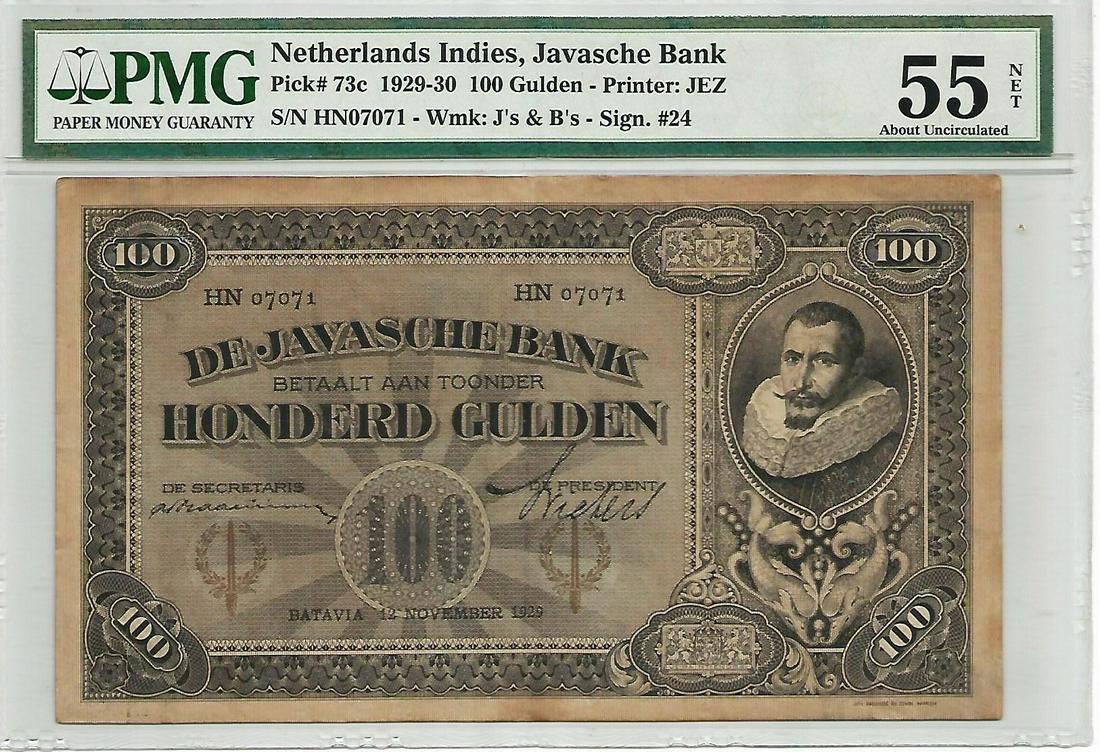 PMG
PAPER MONEY GUARANTY
Netherlands Indies, Javasche Bank
Pick# 73c 1929-30 100 Gulden - Printer: JEZ
S/N HN07071 - Wmk: J's & B's - Sign. #24
55
NET
About Uncirculated
100
100
HN 07071
HN 07071
DE JAVASCHE BANK
BETAALT AAN TOONDER
HONDERD GULDEN
DE SECRETARIS
DE PRESIDENT
100
BATAVIA 12 NOVEMBER 1929
100
100